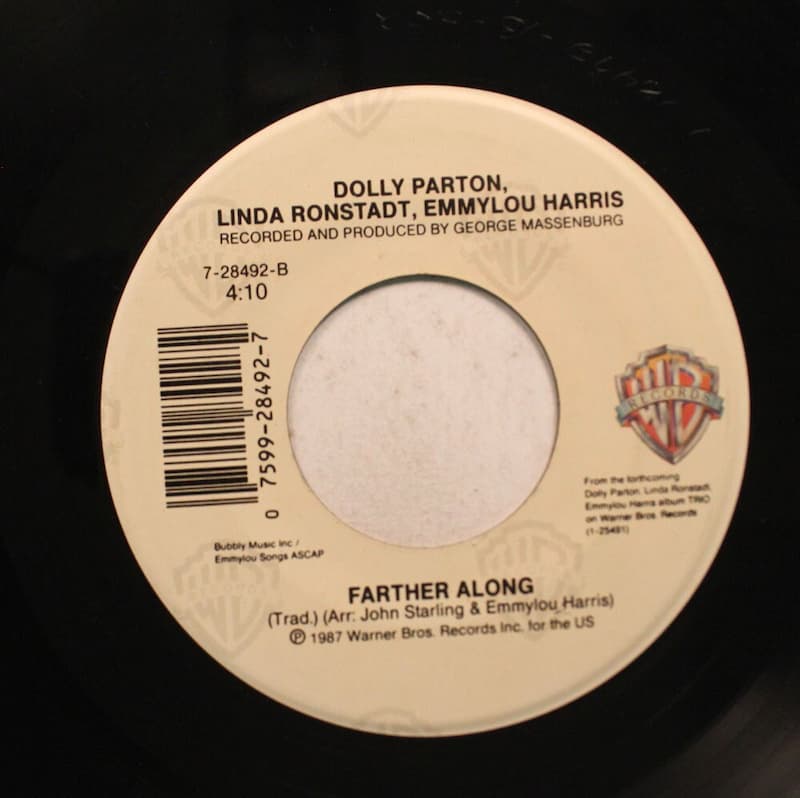 DOLLY PARTON,
LINDA RONSTADT, EMMYLOU HARRIS
RECORDED AND PRODUCED BY GEORGE MASSENBURG
7-28492-B
4:10
0 7599-28492-7
RECORDS
From the forthcoming
Dolly Parton, Linda Ronstadt,
Emmylou Harris album TRIO
on Warner Bros. Records
(1-25491)
Bubbly Music Inc /
Emmylou Songs ASCAP
FARTHER ALONG
(Trad.) (Arr: John Starling & Emmylou Harris)
℗ 1987 Warner Bros. Records Inc. for the US